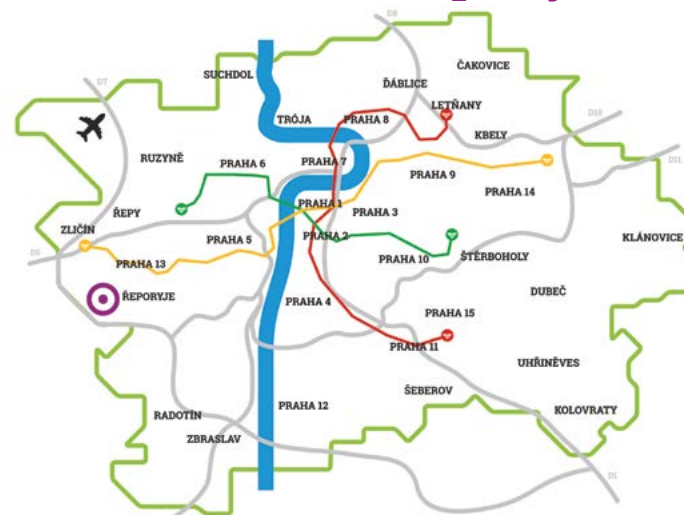 D8
ČAKOVICE
SUCHDOL
D7
ĎÁBLICE
LETŇANY
TRÓJA
PRAHA 8
D10
KBELY
RUZYNĚ
PRAHA 7
PRAHA 6
D11
PRAHA 9
PRAHA 14
PRAHA 1
ŘEPY
PRAHA 3
ZLIČÍN
PRAHA 2
KLÁNOVICE
PRAHA 5
D5
PRAHA 13
PRAHA 10
ŠTĚRBOHOLY
DUBEČ
ŘEPORYJE
PRAHA 4
PRAHA 15
PRAHA 11
UHŘINĚVES
ŠEBEROV
PRAHA 12
KOLOVRATY
RADOTÍN
ZBRASLAV
D1